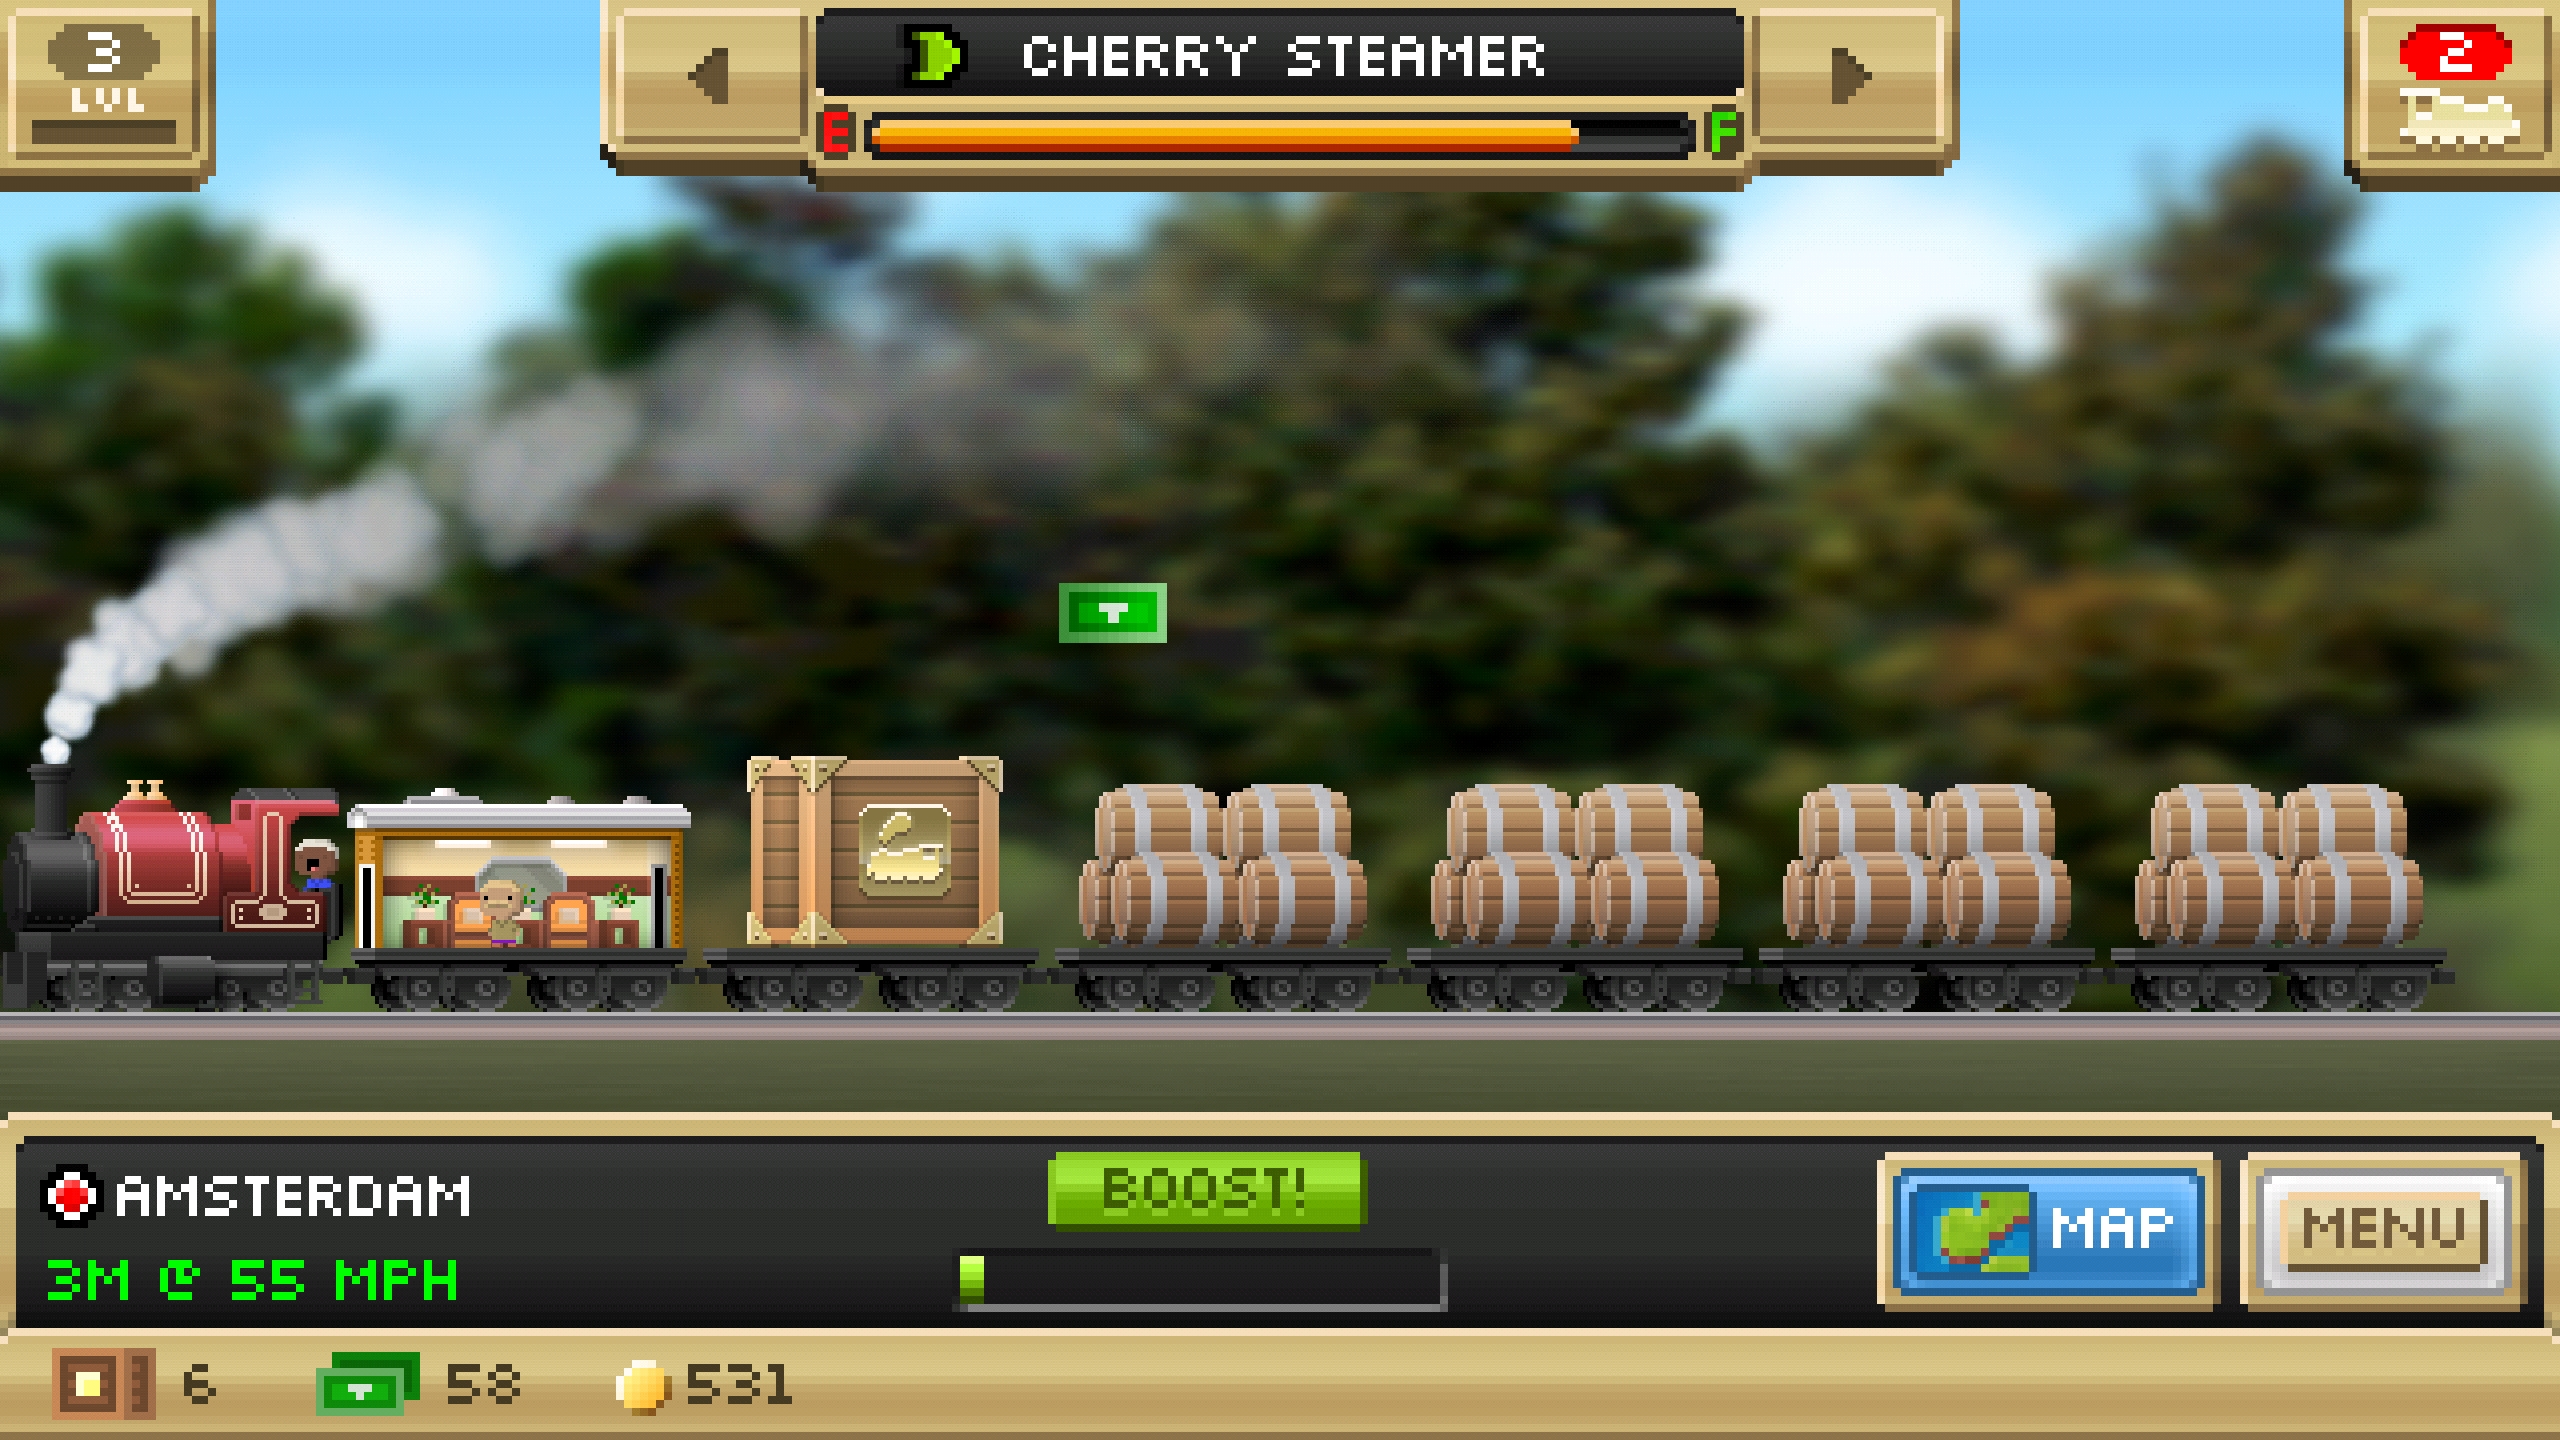 3
LVL
CHERRY STEAMER
E
F
2
AMSTERDAM
3M @ 55 MPH
BOOST!
MAP
MENU
6
58
531